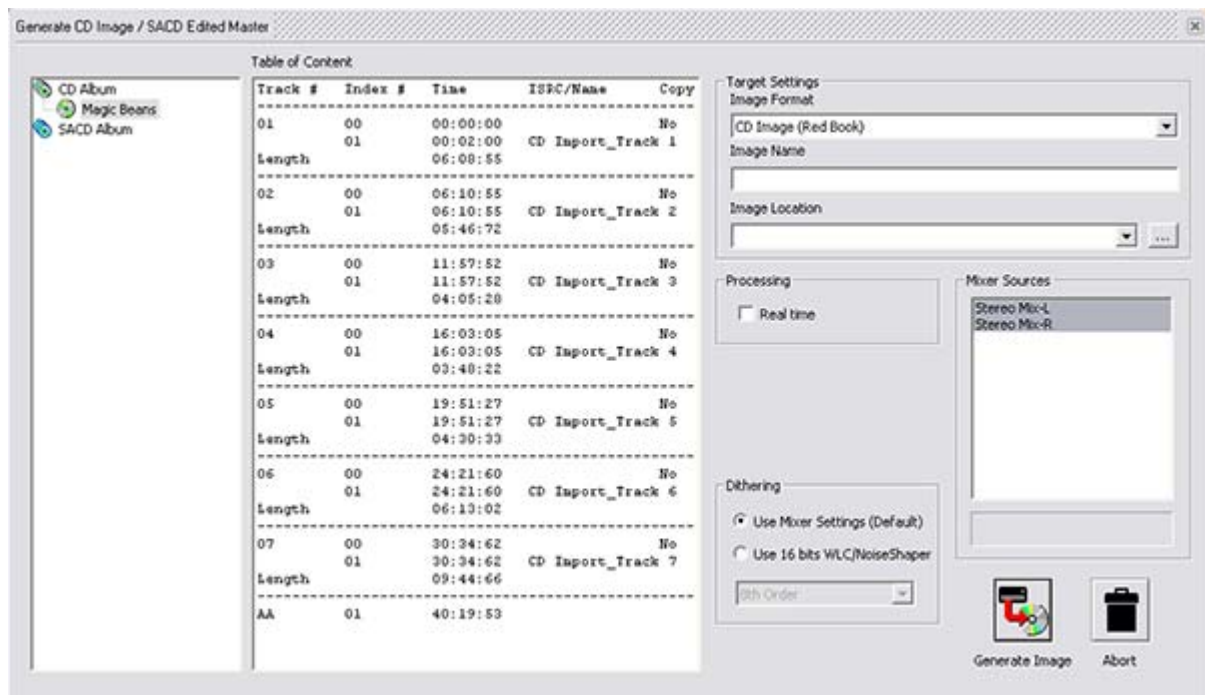 Generate CD Image / SACD Edited Master
CD Album
Magic Beans
SACD Album
Table of Content
Track # Index # Time ISRC/Name Copy
01 00 00:00:00 No
01 00:02:00 CD Import_Track 1
Length 06:08:55
02 00 06:10:55 No
01 06:10:55 CD Import_Track 2
Length 05:46:72
03 00 11:57:52 No
01 11:57:52 CD Import_Track 3
Length 04:05:28
04 00 16:03:05 No
01 16:03:05 CD Import_Track 4
Length 03:48:22
05 00 19:51:27 No
01 19:51:27 CD Import_Track 5
Length 04:30:33
06 00 24:21:60 No
01 24:21:60 CD Import_Track 6
Length 06:13:02
07 00 30:34:62 No
01 30:34:62 CD Import_Track 7
Length 09:44:66
AA 01 40:19:53
Target Settings
Image Format
CD Image (Red Book)
Image Name
Image Location
...
Processing
Real time
Mixer Sources
Stereo Mix-L
Stereo Mix-R
Dithering
Use Mixer Settings (Default)
Use 16 bits WLC/NoiseShaper
8th Order
Generate Image
Abort